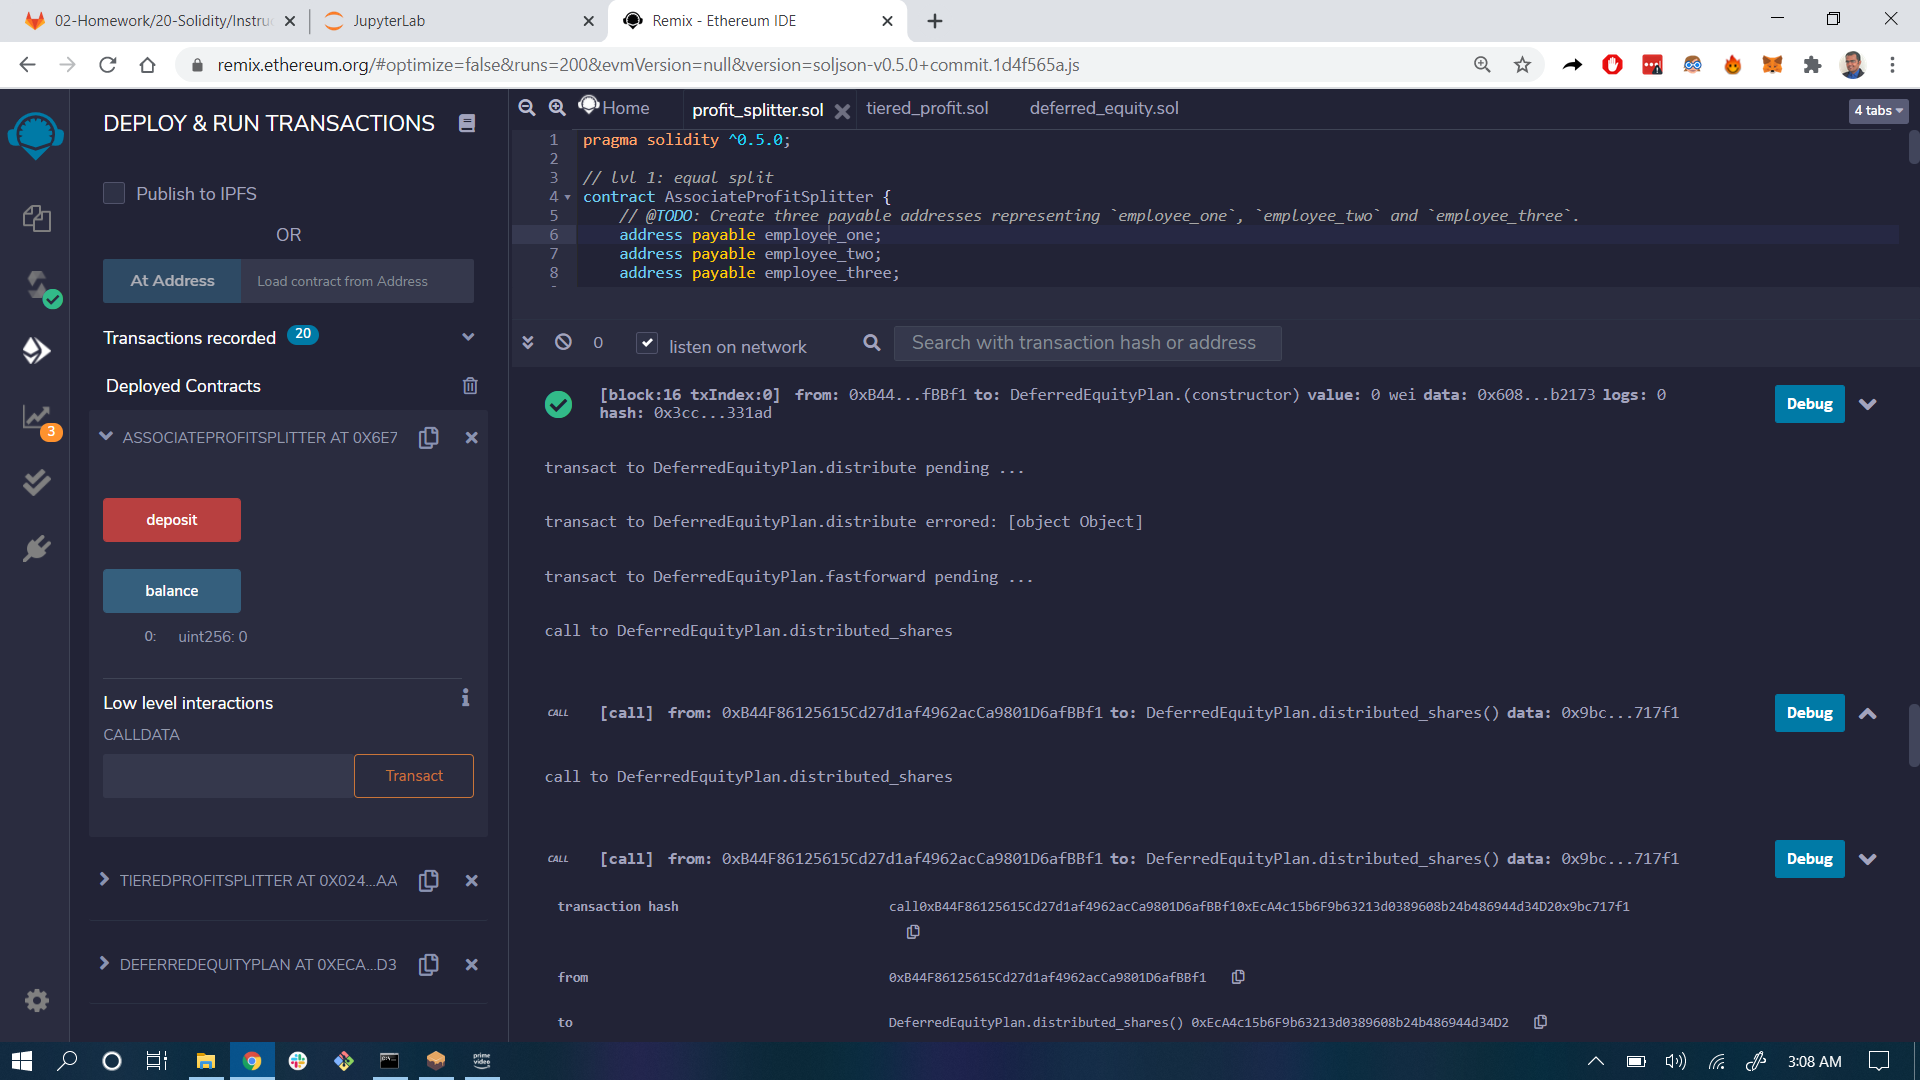 02-Homework/20-Solidity/Instruc
JupyterLab
Remix - Ethereum IDE
remix.ethereum.org/#optimize=false&runs=200&evmVersion=null&version=soljson-v0.5.0+commit.1d4f565a.js
DEPLOY & RUN TRANSACTIONS
Publish to IPFS
OR
At Address
Load contract from Address
Transactions recorded 20
Deployed Contracts
3
ASSOCIATEPROFITSPLITTER AT 0X6E7
deposit
balance
0: uint256: 0
Low level interactions
CALLDATA
Transact
TIEREDPROFITSPLITTER AT 0X024...AA
DEFERREDEQUITYPLAN AT 0XECA...D3
Home
profit_splitter.sol
tiered_profit.sol
deferred_equity.sol
4 tabs
1 pragma solidity ^0.5.0;
2
3 // lvl 1: equal split
4 contract AssociateProfitSplitter {
5 // @TODO: Create three payable addresses representing `employee_one`, `employee_two` and `employee_three`.
6 address payable employee_one;
7 address payable employee_two;
8 address payable employee_three;
0
listen on network
Search with transaction hash or address
[block:16 txIndex:0] from: 0xB44...fBBf1 to: DeferredEquityPlan.(constructor) value: 0 wei data: 0x608...b2173 logs: 0
hash: 0x3cc...331ad
Debug
transact to DeferredEquityPlan.distribute pending ...
transact to DeferredEquityPlan.distribute errored: [object Object]
transact to DeferredEquityPlan.fastforward pending ...
call to DeferredEquityPlan.distributed_shares
CALL [call] from: 0xB44F86125615Cd27d1af4962acCa9801D6afBBf1 to: DeferredEquityPlan.distributed_shares() data: 0x9bc...717f1
Debug
call to DeferredEquityPlan.distributed_shares
CALL [call] from: 0xB44F86125615Cd27d1af4962acCa9801D6afBBf1 to: DeferredEquityPlan.distributed_shares() data: 0x9bc...717f1
Debug
transaction hash
call0xB44F86125615Cd27d1af4962acCa9801D6afBBf10xEcA4c15b6F9b63213d0389608b24b486944d34D20x9bc717f1
from
0xB44F86125615Cd27d1af4962acCa9801D6afBBf1
to
DeferredEquityPlan.distributed_shares() 0xEcA4c15b6F9b63213d0389608b24b486944d34D2
prime
video
3:08 AM